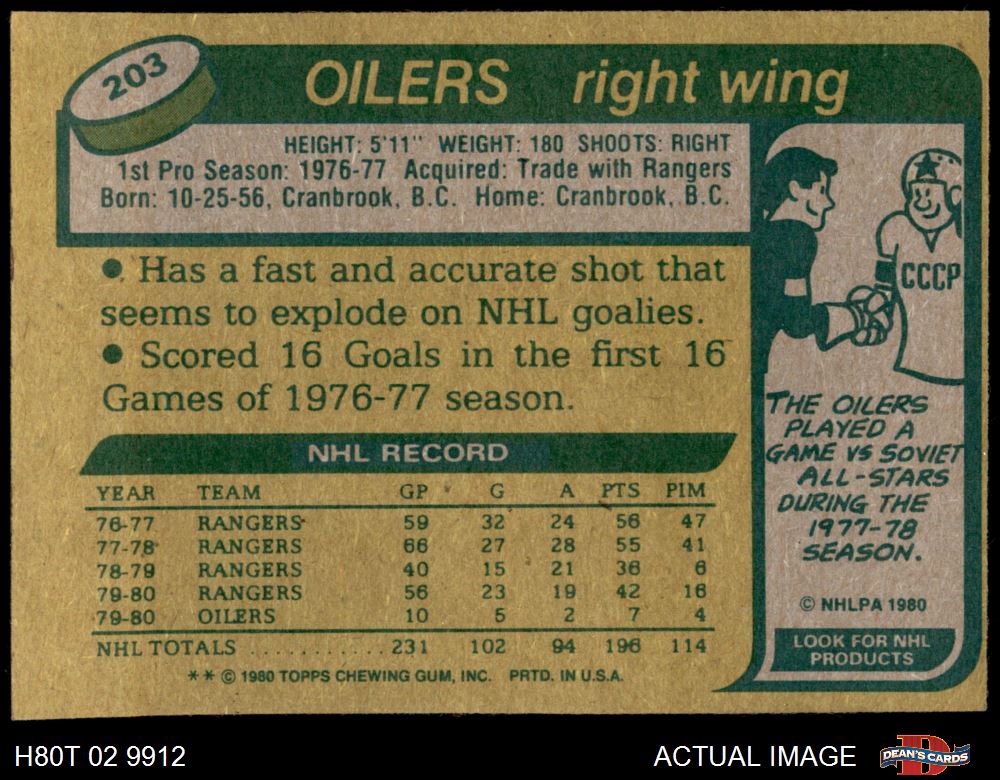 203
OILERS right wing
HEIGHT: 5'11" WEIGHT: 180 SHOOTS: RIGHT
1st Pro Season: 1976-77 Acquired: Trade with Rangers
Born: 10-25-56, Cranbrook, B.C. Home: Cranbrook, B.C.
• Has a fast and accurate shot that
seems to explode on NHL goalies.
• Scored 16 Goals in the first 16
Games of 1976-77 season.
NHL RECORD
YEAR TEAM GP G A PTS PIM
76-77 RANGERS 59 32 24 56 47
77-78 RANGERS 66 27 28 55 41
78-79 RANGERS 40 15 21 36 6
79-80 RANGERS 56 23 19 42 16
79-80 OILERS 10 5 2 7 4
NHL TOTALS ............ 231 102 94 196 114
** © 1980 TOPPS CHEWING GUM, INC. PRTD. IN U.S.A.
CCCP
THE OILERS
PLAYED A
GAME VS SOVIET
ALL-STARS
DURING THE
1977-78
SEASON.
© NHLPA 1980
LOOK FOR NHL
PRODUCTS
H80T 02 9912
ACTUAL IMAGE
D
DEAN'S CARDS